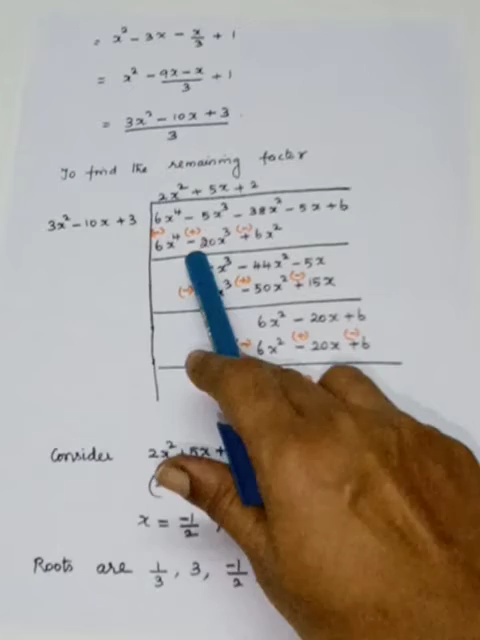 = x² - 3x - x/3 + 1
= x² - 9x-x/3 + 1
= 3x² - 10x + 3/3
To find the remaining factor
2x² + 5x + 2
3x² - 10x + 3 6x⁴ - 5x³ - 38x² - 5x + 6
(-) (+) (-)
6x⁴ - 20x³ + 6x²
x³ - 44x² - 5x
(-) (+) (-)
x³ - 50x² + 15x
6x² - 20x + 6
(-) (+) (-)
6x² - 20x + 6
Consider 2x² + 5x +
(
x = -1/2 ,
Roots are 1/3, 3, -1/2